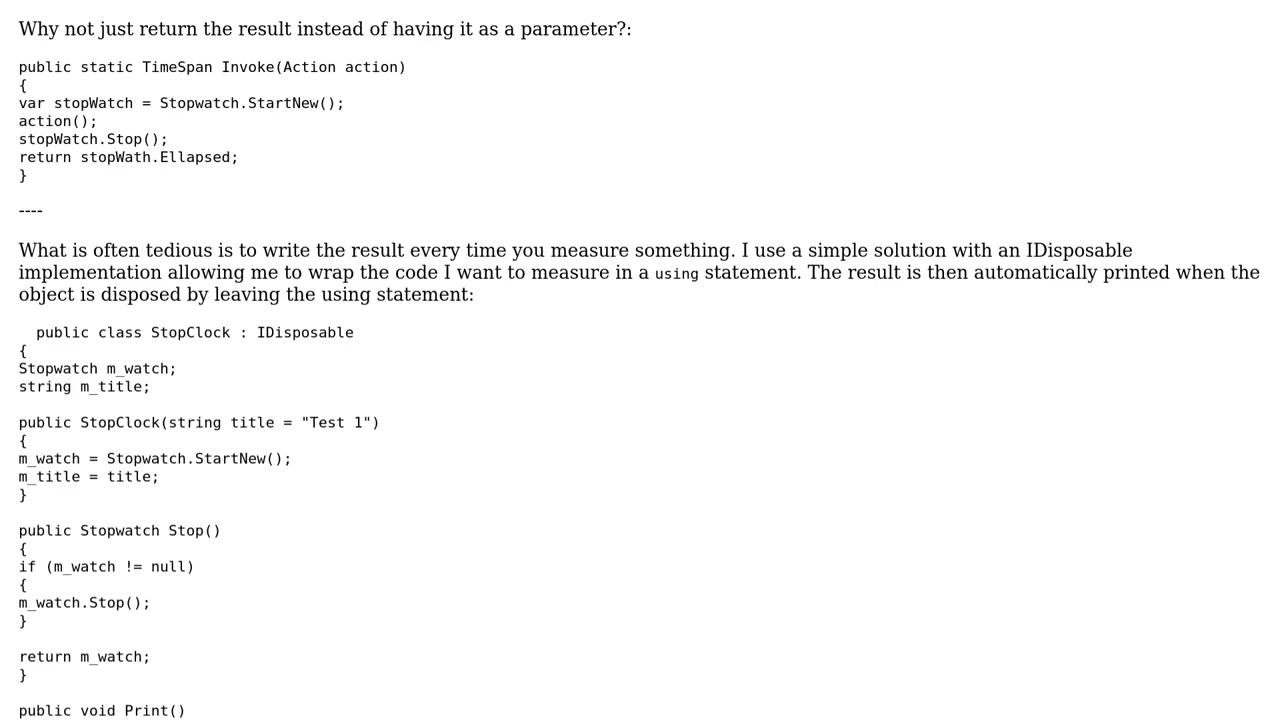 Why not just return the result instead of having it as a parameter?:
public static TimeSpan Invoke(Action action)
{
var stopWatch = Stopwatch.StartNew();
action();
stopWatch.Stop();
return stopWath.Ellapsed;
}
----
What is often tedious is to write the result every time you measure something. I use a simple solution with an IDisposable
implementation allowing me to wrap the code I want to measure in a using statement. The result is then automatically printed when the
object is disposed by leaving the using statement:
public class StopClock : IDisposable
{
Stopwatch m_watch;
string m_title;
public StopClock(string title = "Test 1")
{
m_watch = Stopwatch.StartNew();
m_title = title;
}
public Stopwatch Stop()
{
if (m_watch != null)
{
m_watch.Stop();
}
return m_watch;
}
public void Print()